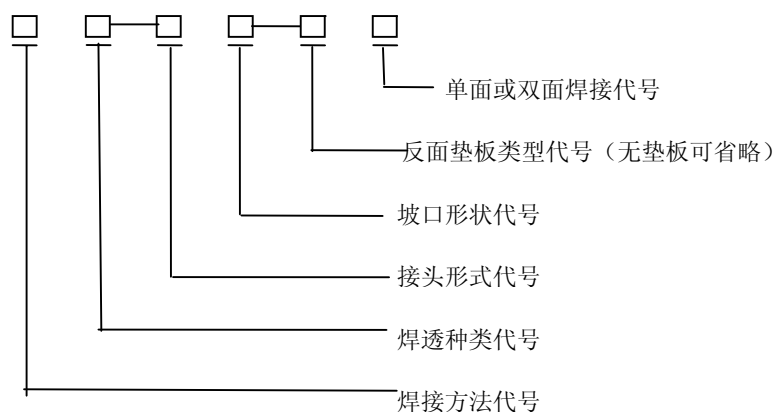 单面或双面焊接代号
反面垫板类型代号（无垫板可省略）
坡口形状代号
接头形式代号
焊透种类代号
焊接方法代号